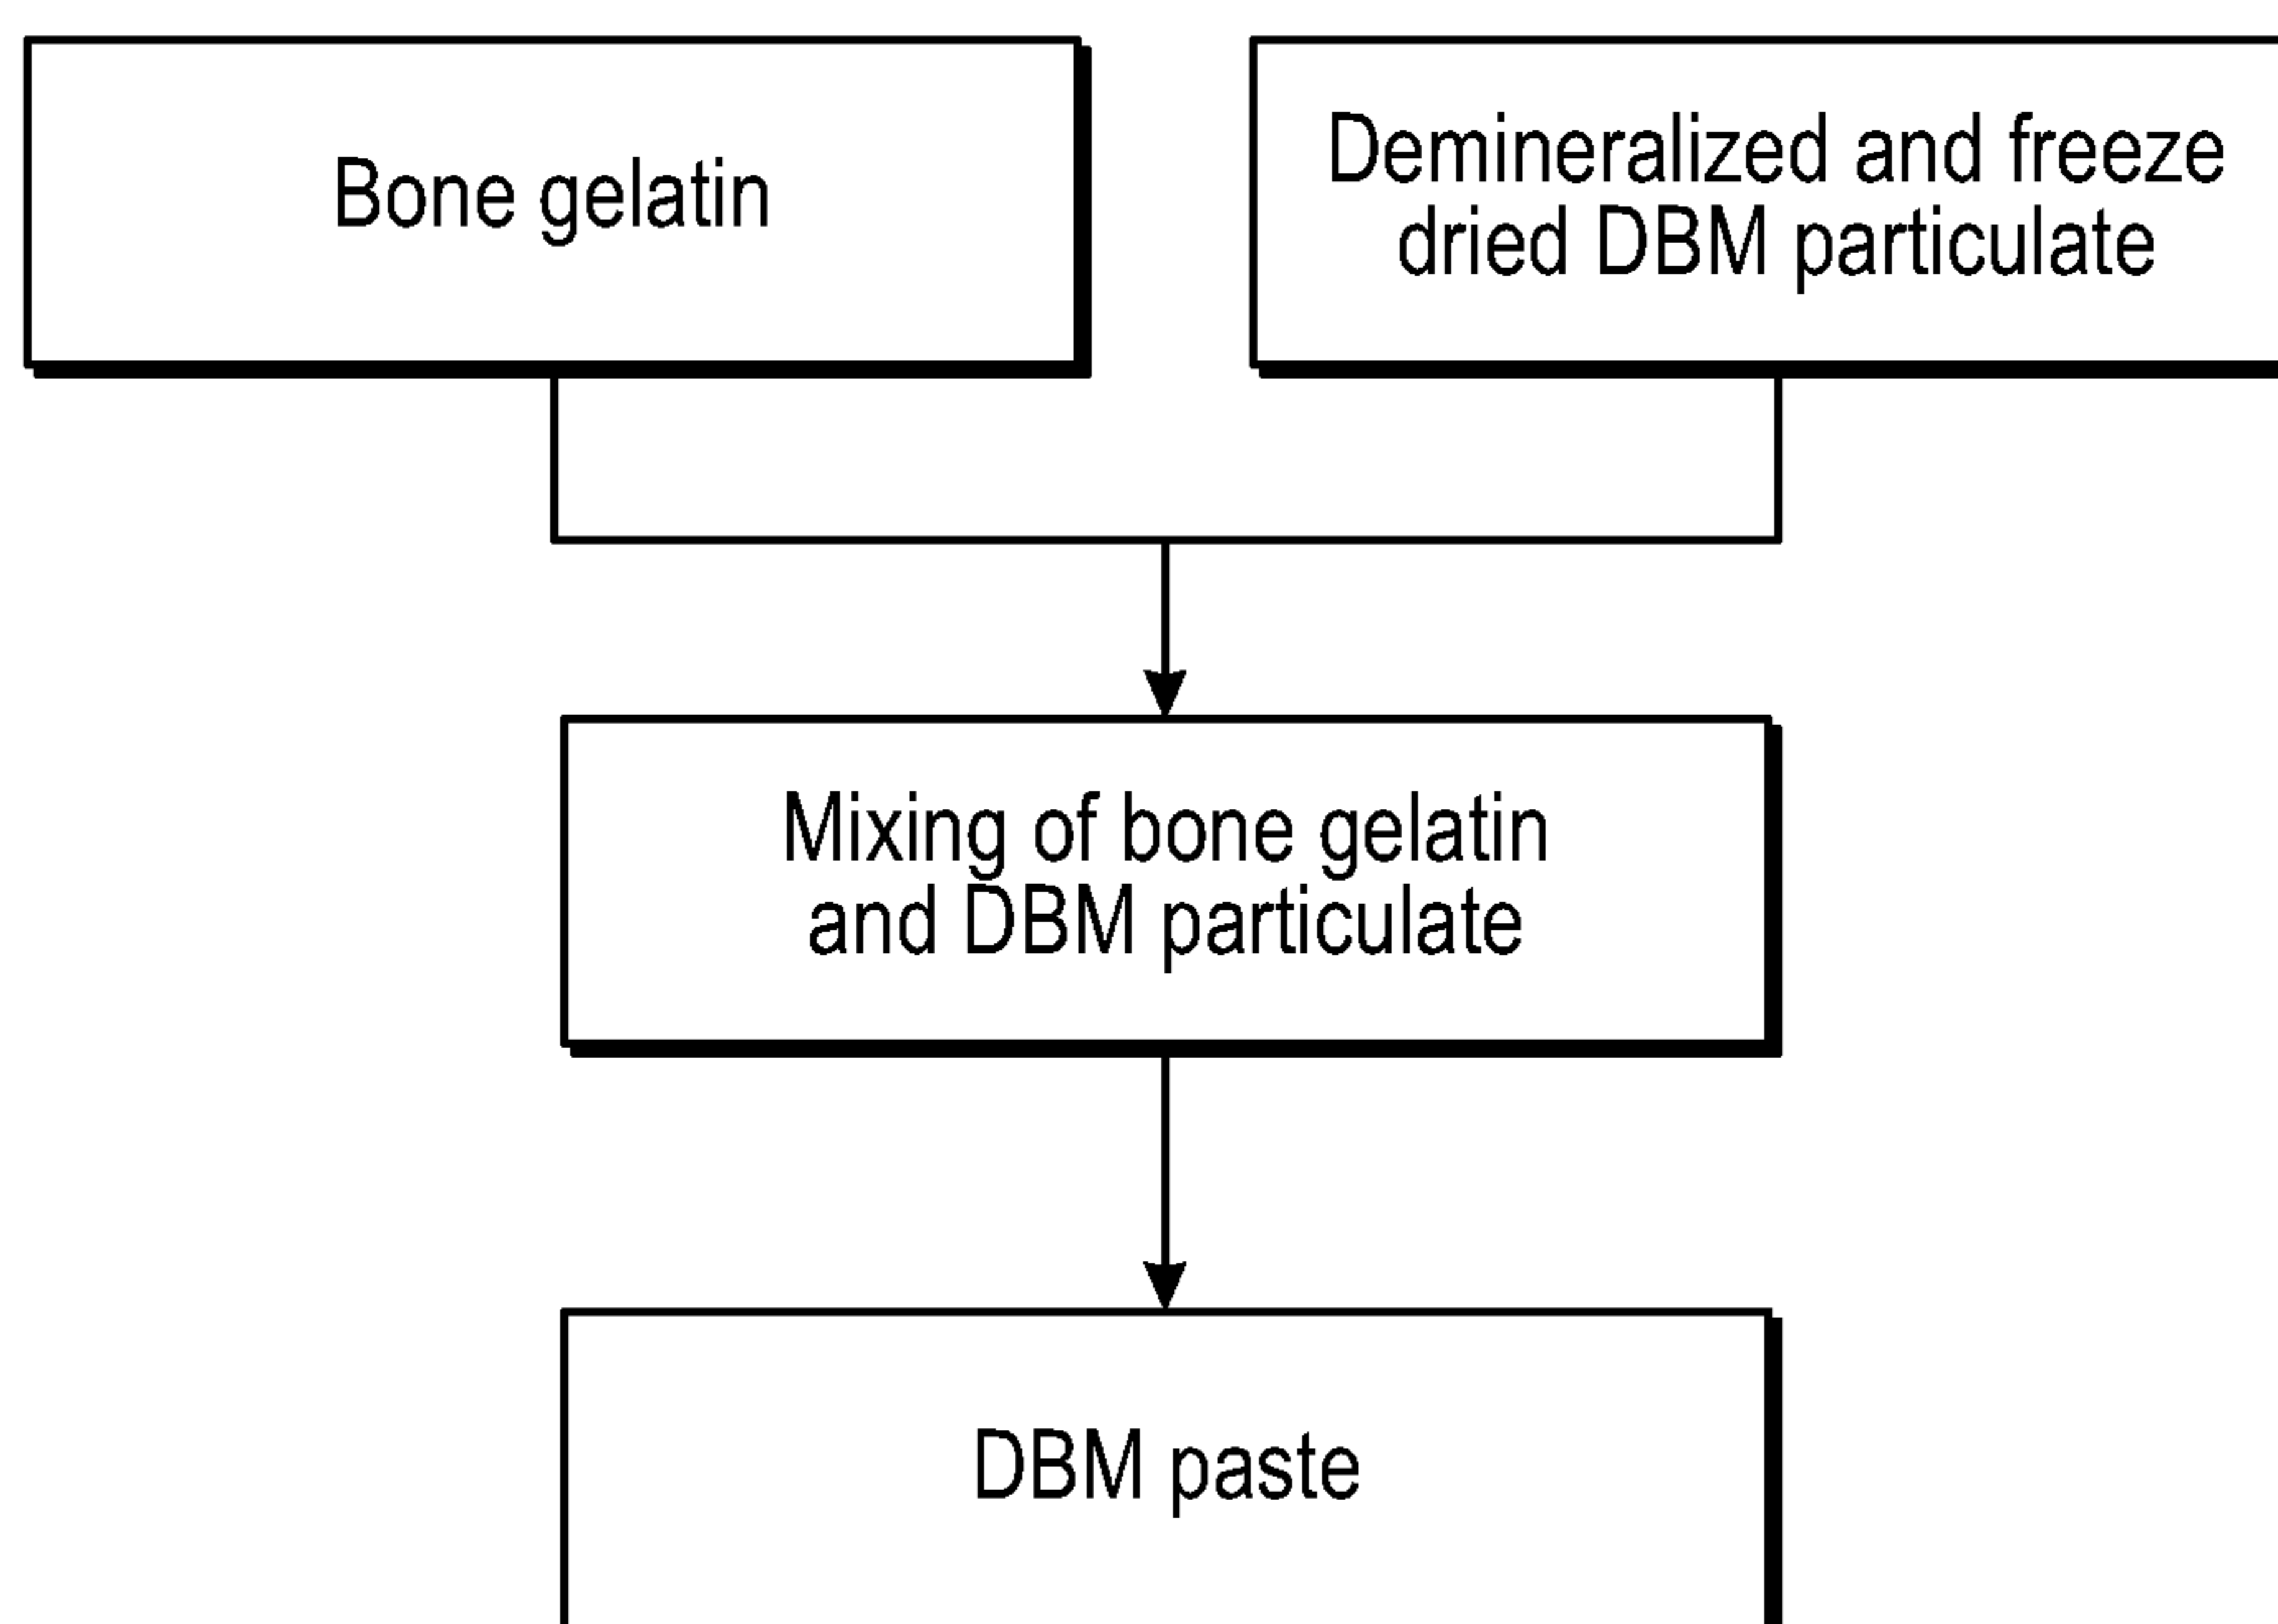 Bone gelatin
Demineralized and freeze
dried DBM particulate
Mixing of bone gelatin
and DBM particulate
DBM paste